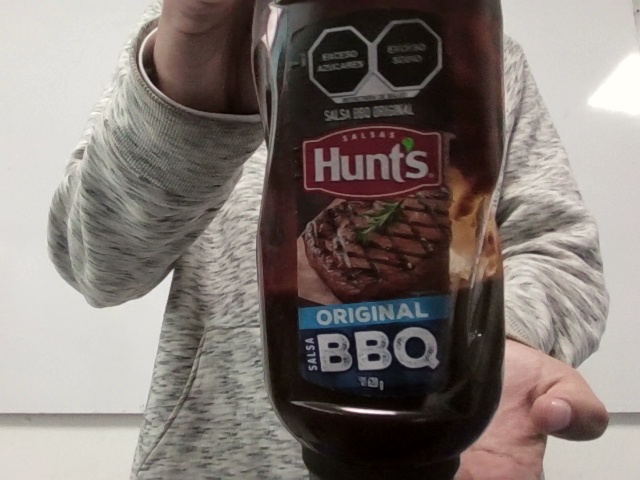 EXCESO
AZÚCARES
EXCESO
SODIO
SALSA BBQ ORIGINAL
SALSAS
Hunt's
ORIGINAL
SALSA
BBQ